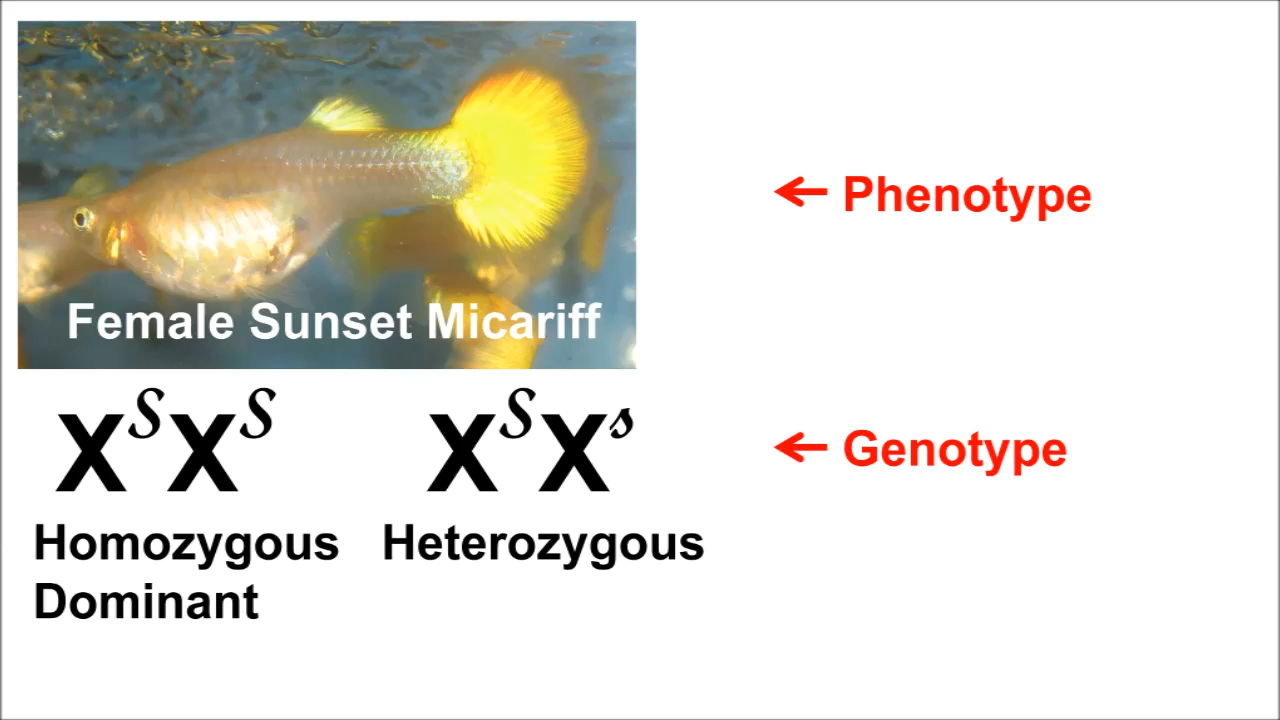 Phenotype
Female Sunset Micariff
X^S X^S
X^S X^s
Genotype
Homozygous
Dominant
Heterozygous